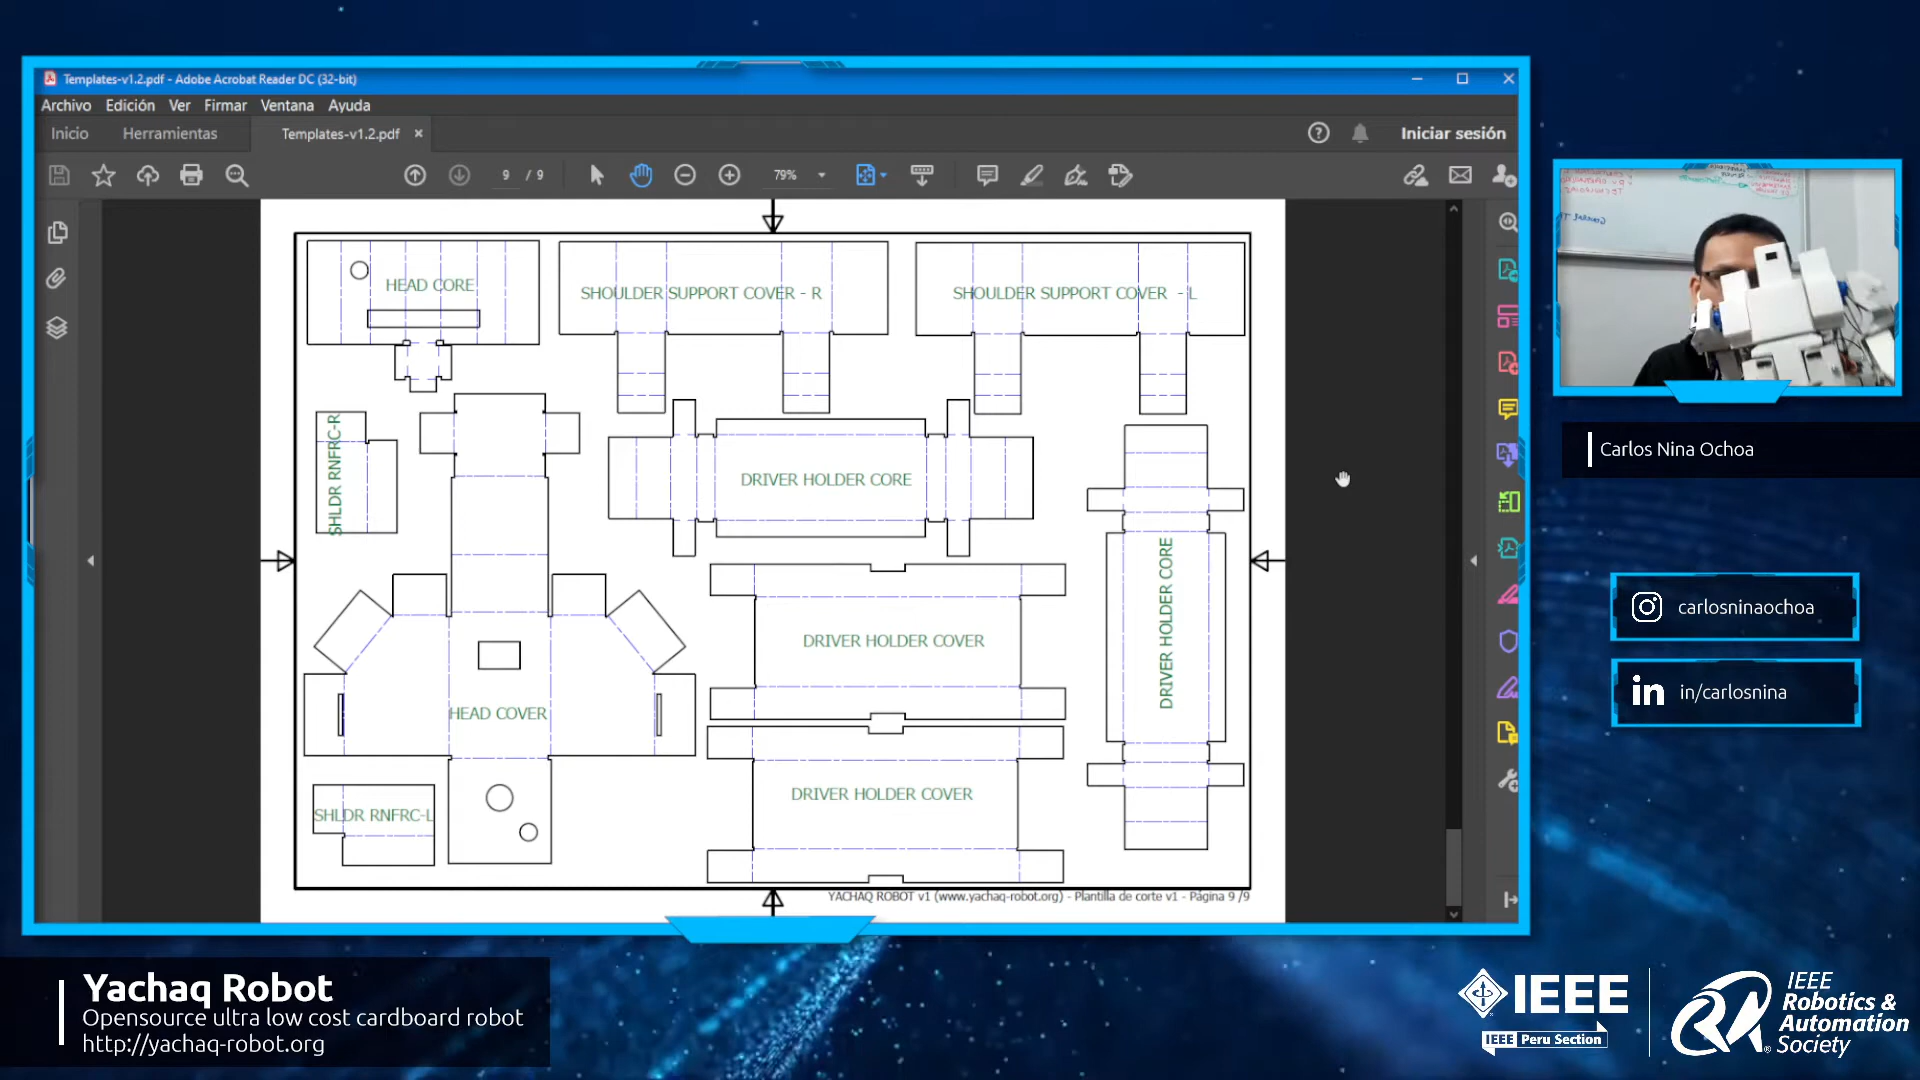 Templates-v1.2.pdf - Adobe Acrobat Reader DC (32-bit)
Archivo Edición Ver Firmar Ventana Ayuda
Inicio Herramientas Templates-v1.2.pdf × Iniciar sesión
9 / 9 79%
HEAD CORE
SHOULDER SUPPORT COVER - R
SHOULDER SUPPORT COVER - L
SHLDR RNFRC-R
DRIVER HOLDER CORE
DRIVER HOLDER CORE
DRIVER HOLDER COVER
HEAD COVER
DRIVER HOLDER COVER
SHLDR RNFRC-L
YACHAQ ROBOT v1 (www.yachaq-robot.org) - Plantilla de corte v1 - Página 9 /9
Carlos Nina Ochoa
carlosninaochoa
in/carlosnina
Yachaq Robot
Opensource ultra low cost cardboard robot
http://yachaq-robot.org
IEEE
IEEE Peru Section
IEEE
Robotics &
Automation
Society